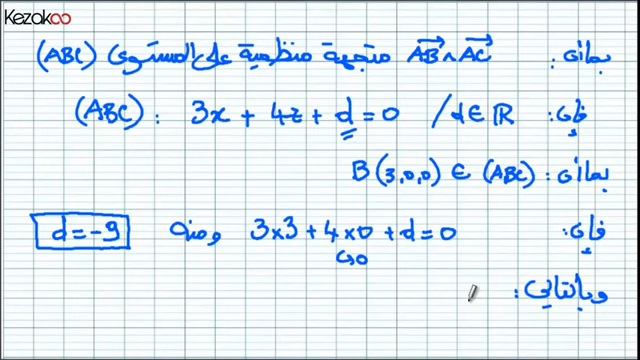 Kezakoo
بما أن: AB∧AC متجهة منظمية على المستوى (ABC)
فإن: (ABC): 3x + 4z + d = 0 / d ∈ ℝ
بما أن: B(3,0,0) ∈ (ABC)
فإن: 3×3 + 4×0 + d = 0 ومنه d = -9
وبالتالي: